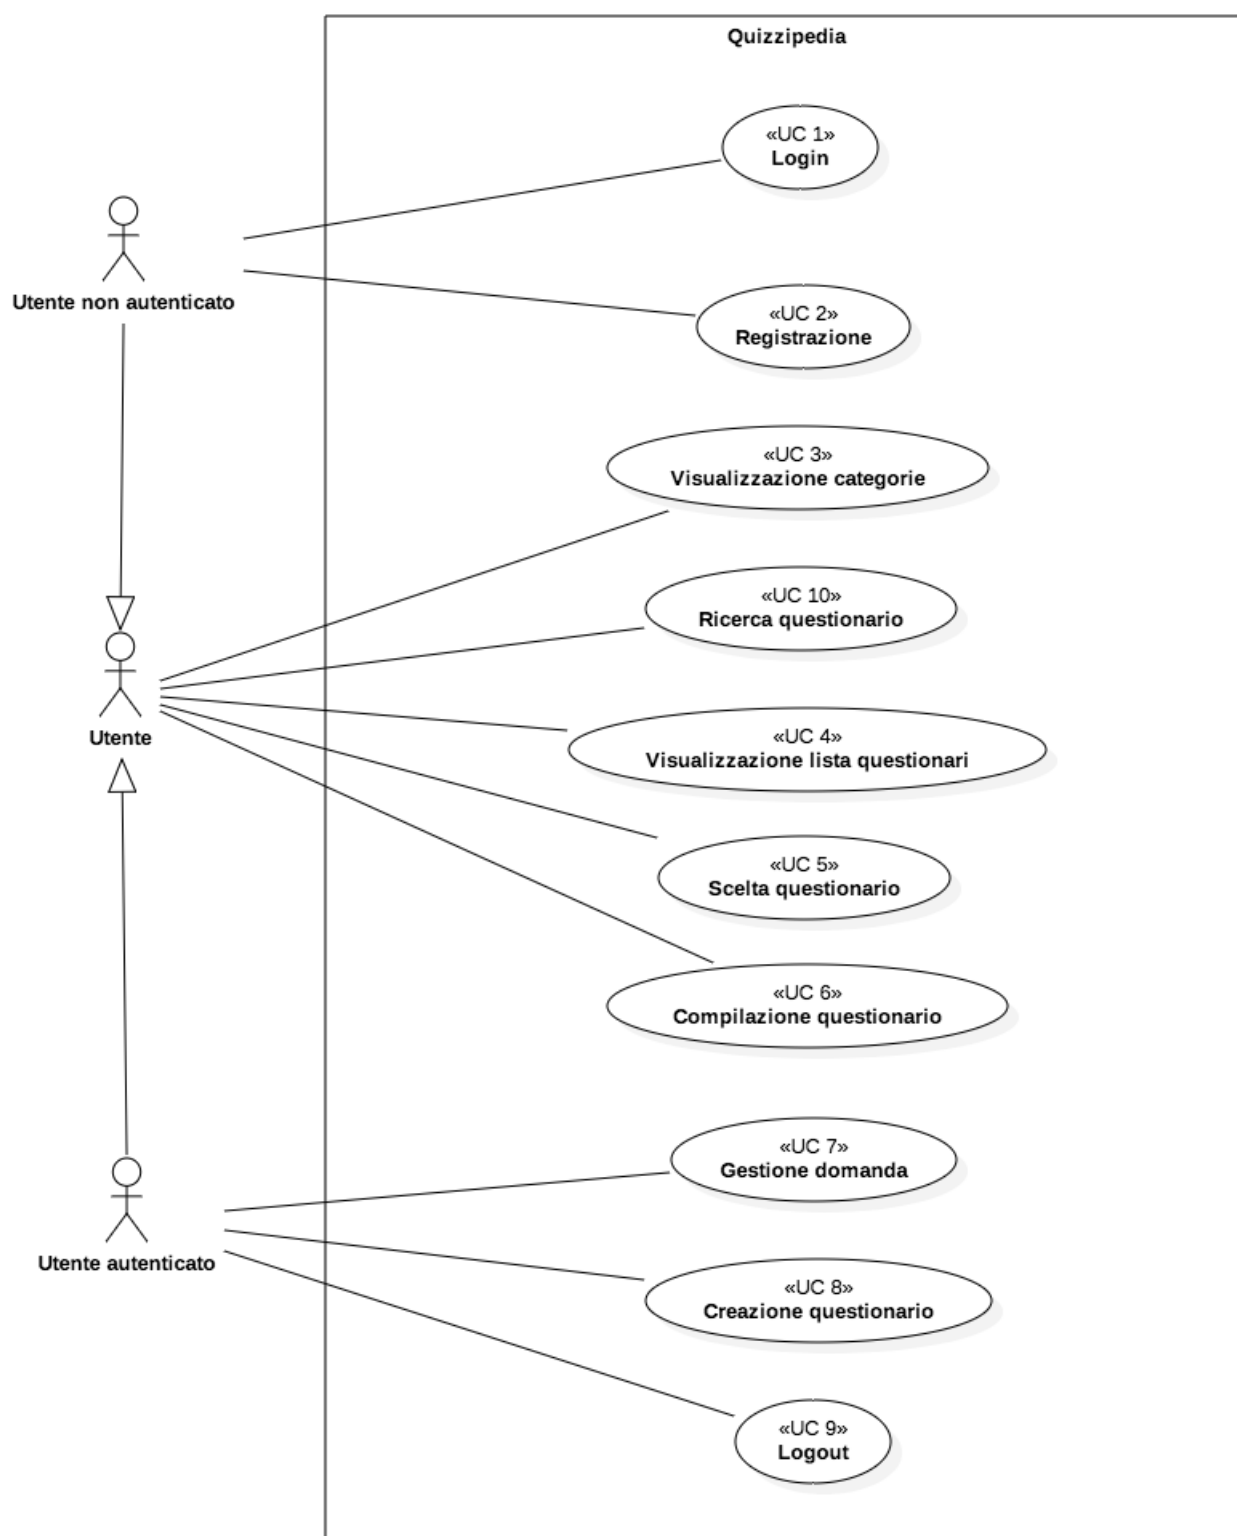 Quizzipedia
«UC 1»
Login
Utente non autenticato
«UC 2»
Registrazione
«UC 3»
Visualizzazione categorie
«UC 10»
Ricerca questionario
Utente
«UC 4»
Visualizzazione lista questionari
«UC 5»
Scelta questionario
«UC 6»
Compilazione questionario
«UC 7»
Gestione domanda
Utente autenticato
«UC 8»
Creazione questionario
«UC 9»
Logout